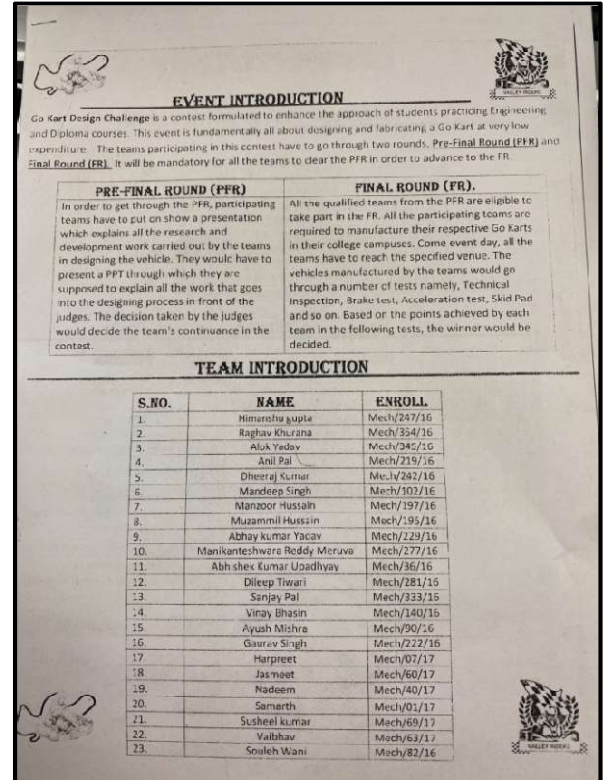 VALLEY RIDERS
EVENT INTRODUCTION
Go Kart Design Challenge is a contest formulated to enhance the approach of students practicing Engineering
and Diploma courses. This event is fundamentally all about designing and fabricating a Go Kart at very low
expenditure. The teams participating in this contest have to go through two rounds, Pre-Final Round (PFR) and
Final Round (FR). It will be mandatory for all the teams to clear the PFR in order to advance to the FR.
PRE-FINAL ROUND (PFR)
In order to get through the PFR, participating
teams have to put on show a presentation
which explains all the research and
development work carried out by the teams
in designing the vehicle. They would have to
present a PPT through which they are
supposed to explain all the work that goes
into the designing process in front of the
judges. The decision taken by the judges
would decide the team's continuance in the
contest.
FINAL ROUND (FR).
All the qualified teams from the PFR are eligible to
take part in the FR. All the participating teams are
required to manufacture their respective Go Karts
in their college campuses. Come event day, all the
teams have to reach the specified venue. The
vehicles manufactured by the teams would go
through a number of tests namely, Technical
Inspection, Brake test, Acceleration test, Skid Pad
and so on. Based on the points achieved by each
team in the following tests, the winner would be
decided.
TEAM INTRODUCTION
S.NO. NAME ENROLL
1. Himanshu gupta Mech/247/16
2. Raghav Khurana Mech/354/16
3. Alok Yadav Mech/345/16
4. Anil Pal Mech/219/16
5. Dheeraj Kumar Mech/242/16
6. Mandeep Singh Mech/102/16
7. Manzoor Hussain Mech/197/16
8. Muzammil Hussain Mech/195/16
9. Abhay kumar Yadav Mech/229/16
10. Manikanteshwara Reddy Meruva Mech/277/16
11. Abhishek Kumar Upadhyay Mech/36/16
12. Dileep Tiwari Mech/281/16
13. Sanjay Pal Mech/333/16
14. Vinay Bhasin Mech/140/16
15. Ayush Mishra Mech/90/16
16. Gaurav Singh Mech/222/16
17. Harpreet Mech/07/17
18. Jasmeet Mech/60/17
19. Nadeem Mech/40/17
20. Samarth Mech/01/17
21. Susheel kumar Mech/69/17
22. Vaibhav Mech/63/17
23. Souleh Wani Mech/82/16
VALLEY RIDERS